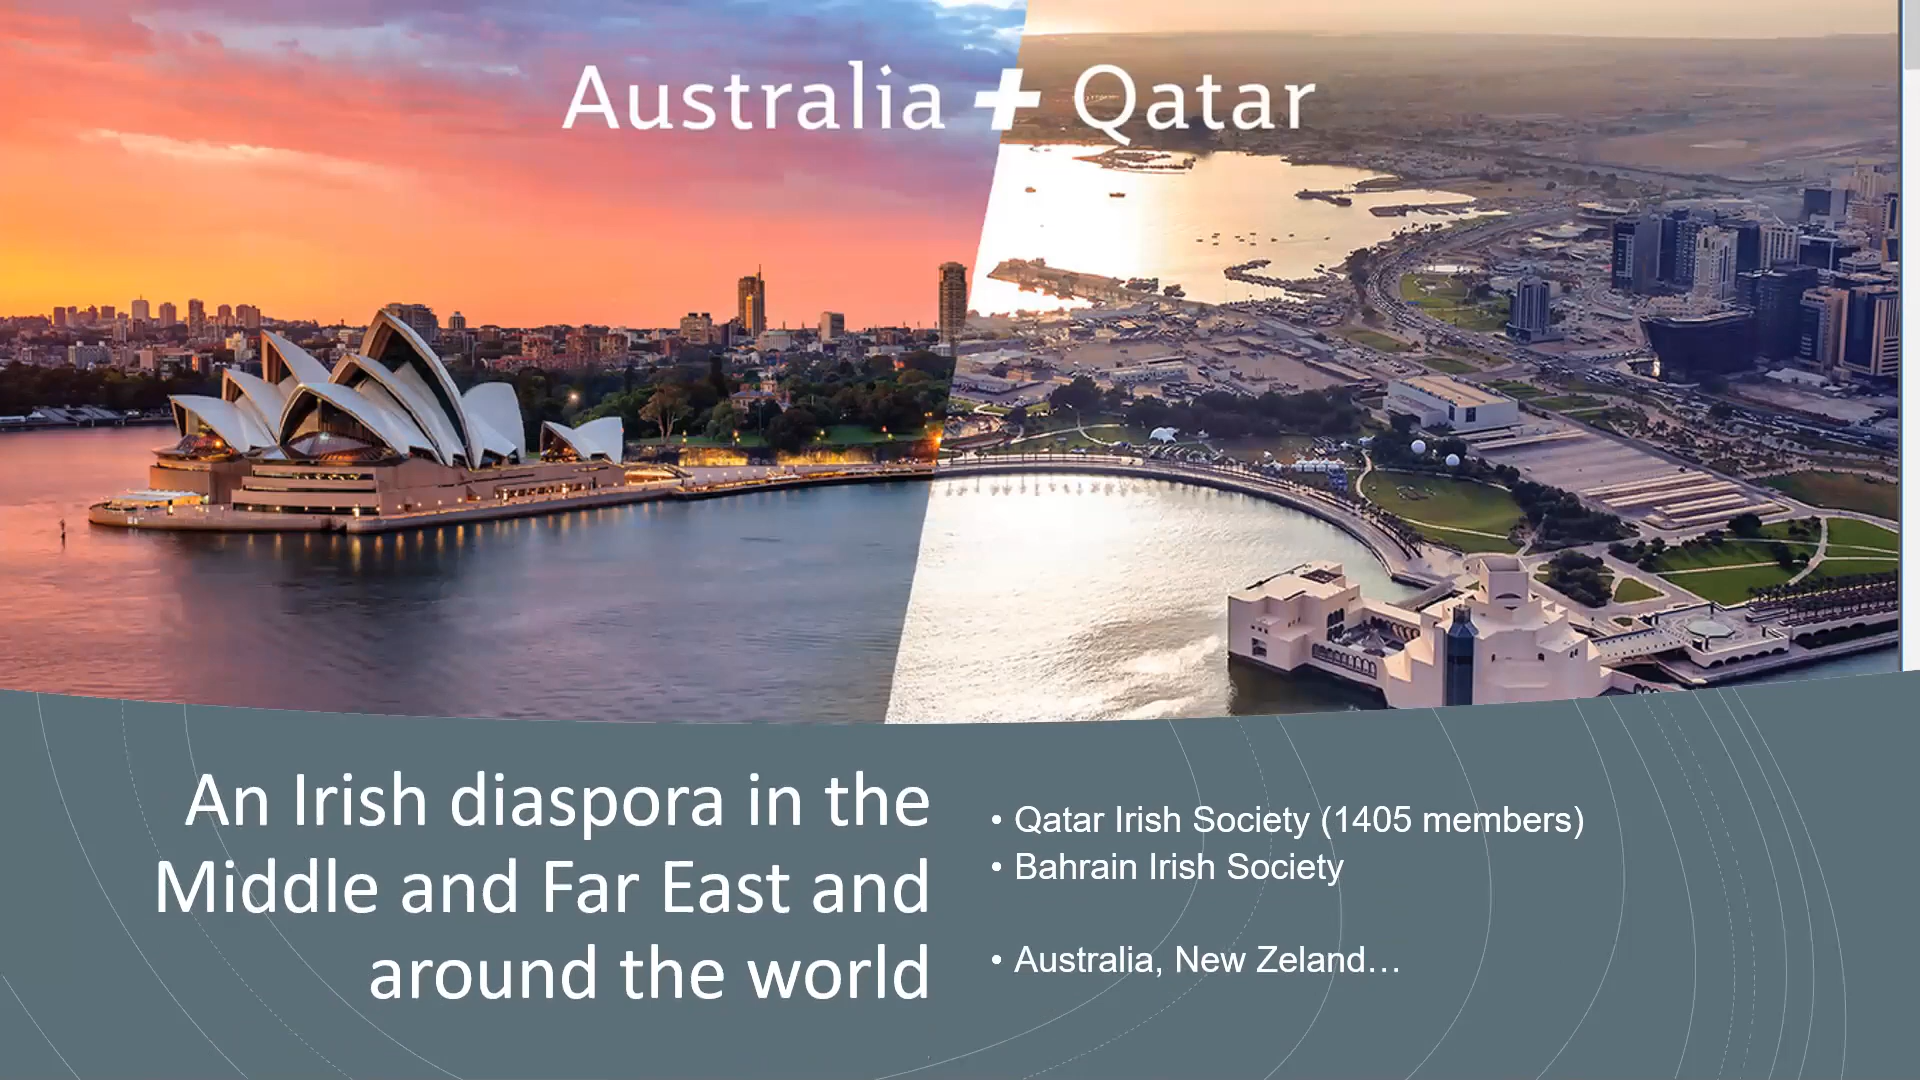 Australia + Qatar
An Irish diaspora in the
Middle and Far East and
around the world
• Qatar Irish Society (1405 members)
• Bahrain Irish Society
• Australia, New Zeland…